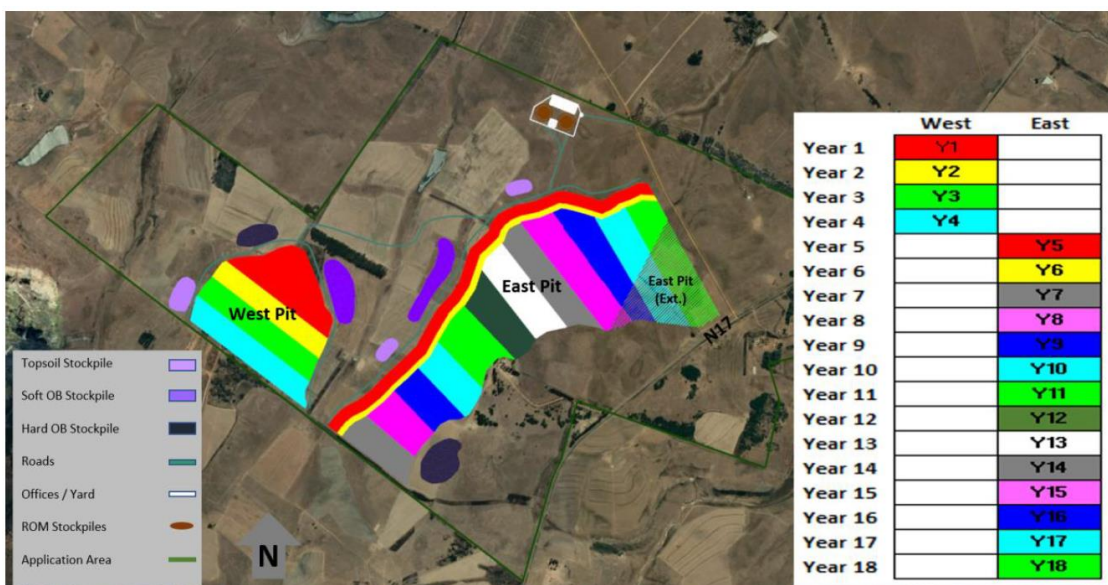 West Pit
East Pit
East Pit
(Ext.)
N17
Topsoil Stockpile
Soft OB Stockpile
Hard OB Stockpile
Roads
Offices / Yard
ROM Stockpiles
Application Area
N
West East
Year 1 Y1
Year 2 Y2
Year 3 Y3
Year 4 Y4
Year 5 Y5
Year 6 Y6
Year 7 Y7
Year 8 Y8
Year 9 Y9
Year 10 Y10
Year 11 Y11
Year 12 Y12
Year 13 Y13
Year 14 Y14
Year 15 Y15
Year 16 Y16
Year 17 Y17
Year 18 Y18